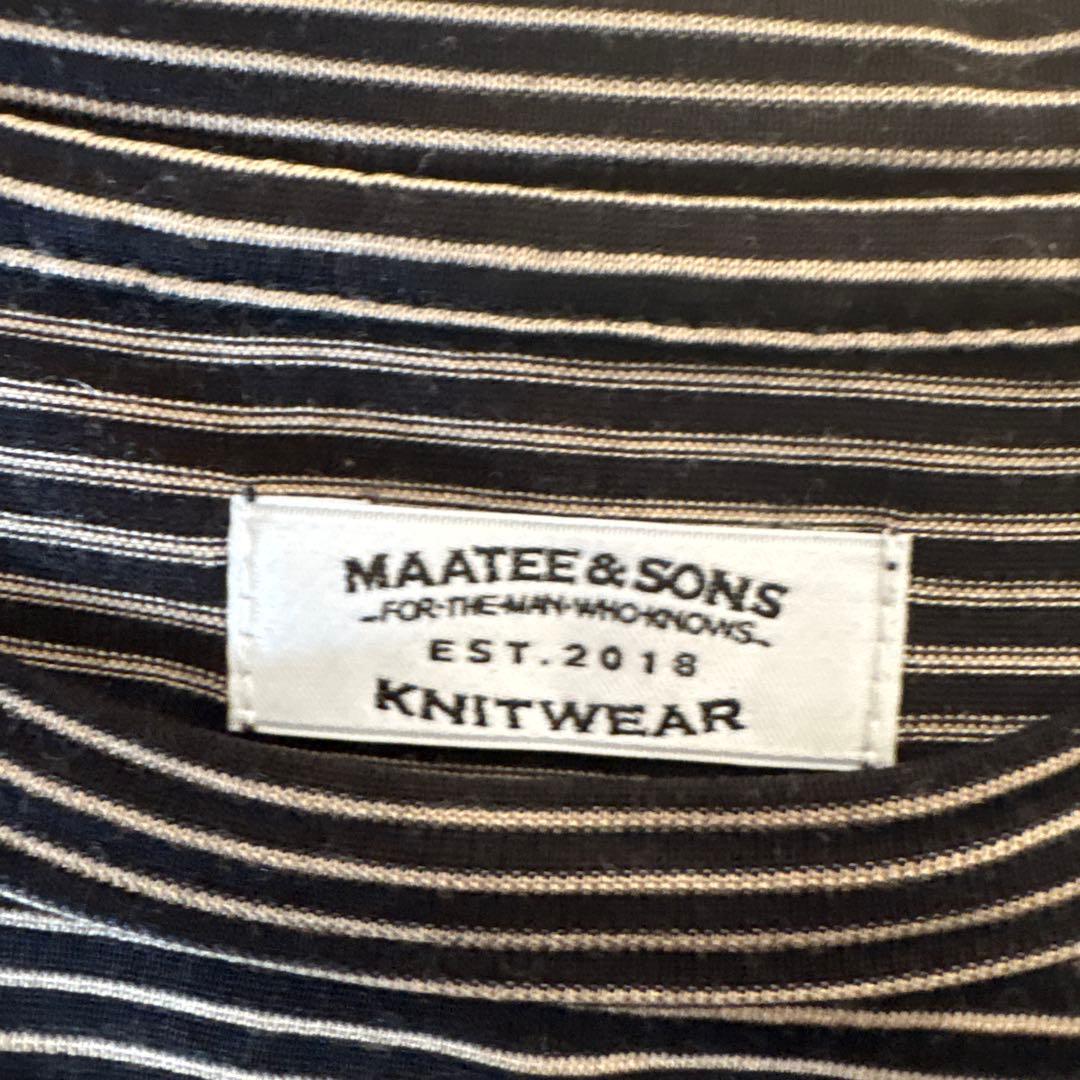 MAATEE&SONS
-FOR·THE·MAN·WHO·KNOWS-
EST.2018
KNITWEAR